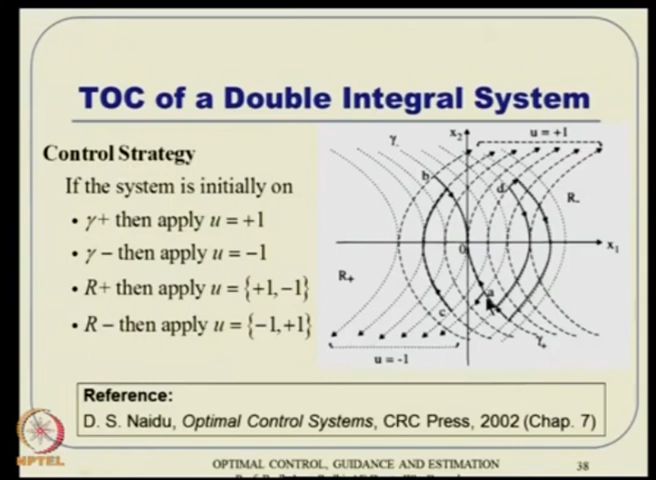 TOC of a Double Integral System
Control Strategy
If the system is initially on
• γ+ then apply u = +1
• γ− then apply u = −1
• R+ then apply u = {+1,−1}
• R− then apply u = {−1,+1}
γ-
x₂
u = +1
b
d
R-
0
x₁
R+
a
c
γ+
u = -1
Reference:
D. S. Naidu, Optimal Control Systems, CRC Press, 2002 (Chap. 7)
NPTEL
OPTIMAL CONTROL, GUIDANCE AND ESTIMATION
38